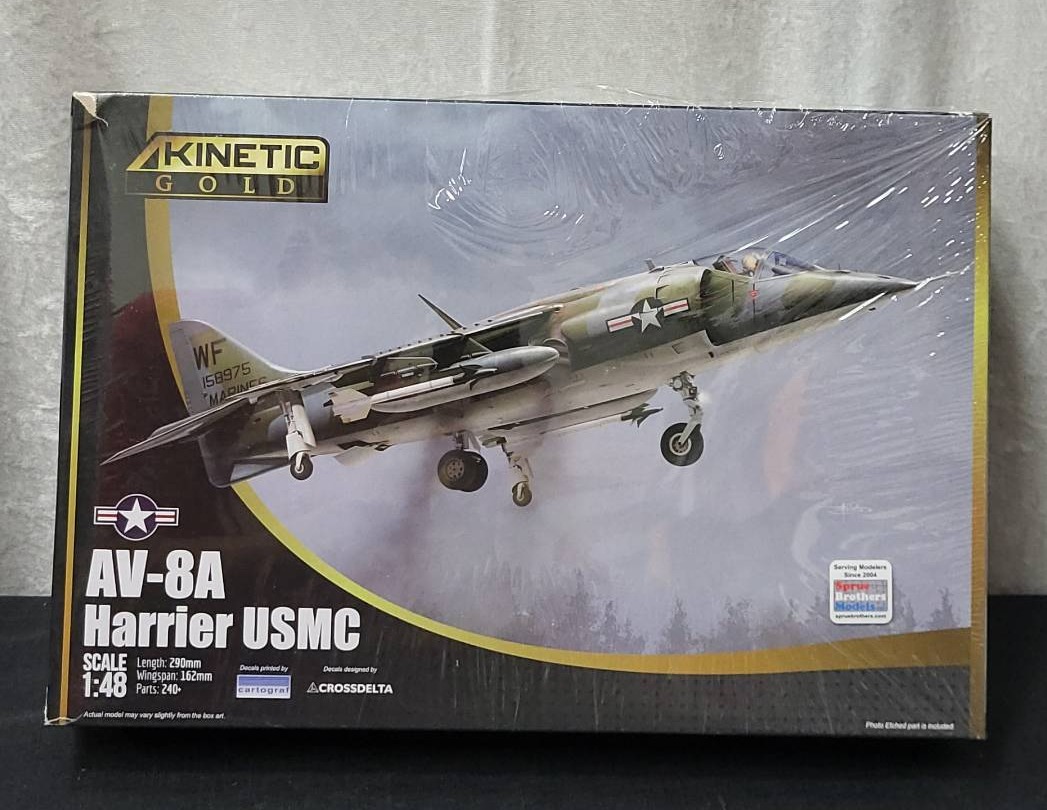 KINETIC
GOLD
WF
158975
MARINES
AV-8A
Harrier USMC
SCALE
1:48
Length: 290mm
Wingspan: 162mm
Parts: 240+
Decals printed by
cartograf
Decals designed by
CROSSDELTA
Actual model may vary slightly from the box art.
Serving Modelers
Since 2004
Sprue
Brothers
Models
spruebrothers.com
Photo Etched part is included.